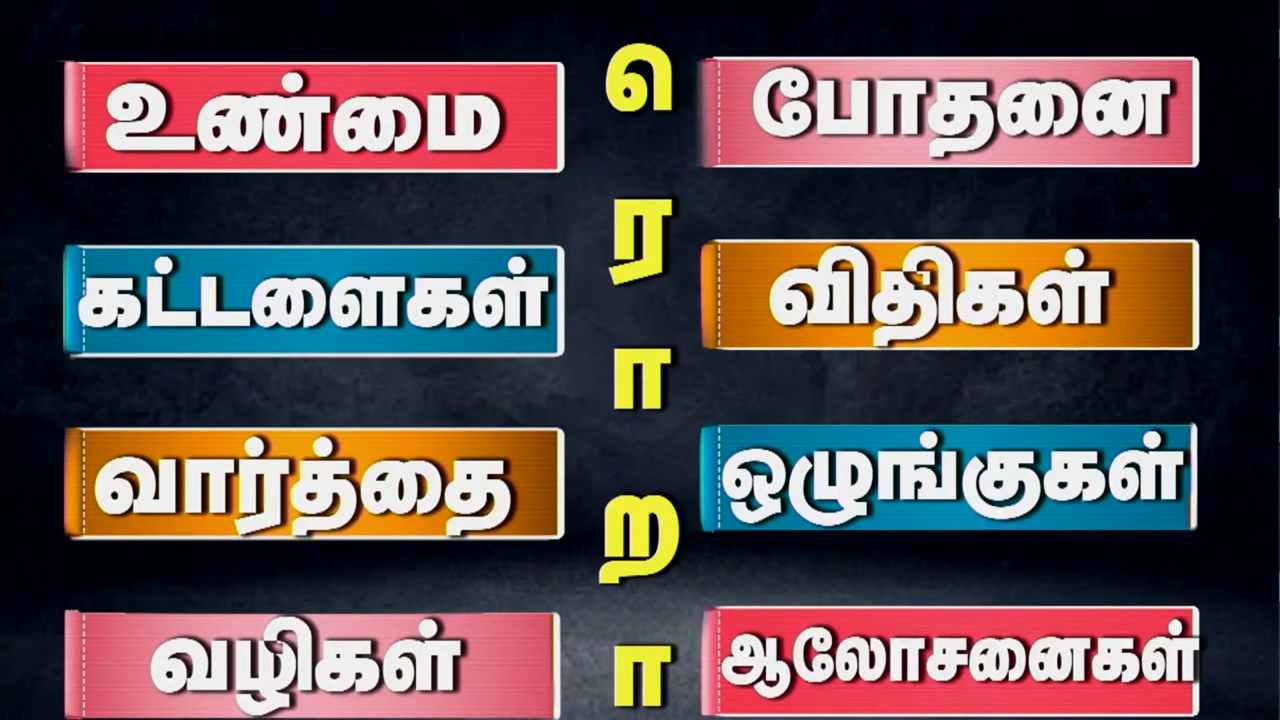 உண்மை
கட்டளைகள்
வார்த்தை
வழிகள்
ரொறா
போதனை
விதிகள்
ஒழுங்குகள்
ஆலோசனைகள்